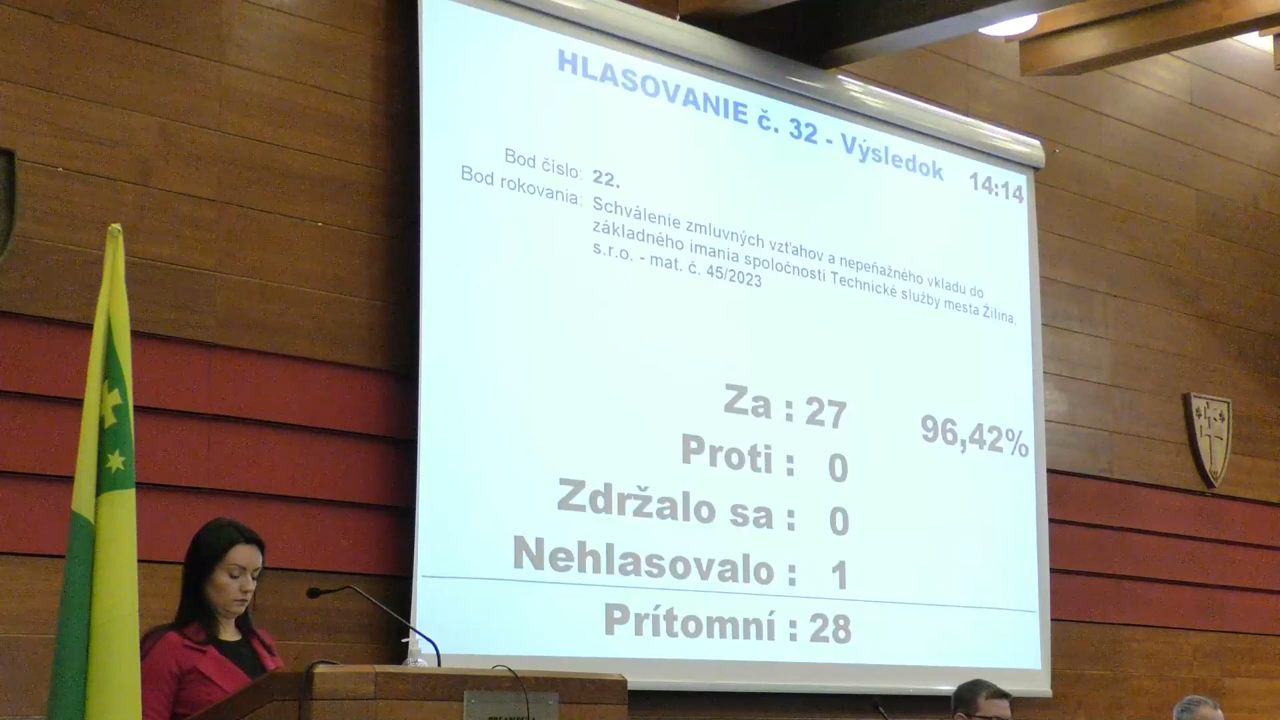 HLASOVANIE č. 32 - Výsledok
14:14
Bod číslo: 22.
Bod rokovania: Schválenie zmluvných vzťahov a nepeňažného vkladu do
základného imania spoločnosti Technické služby mesta Žilina,
s.r.o. - mat. č. 45/2023
Za : 27 96,42%
Proti : 0
Zdržalo sa : 0
Nehlasovalo : 1
Prítomní : 28